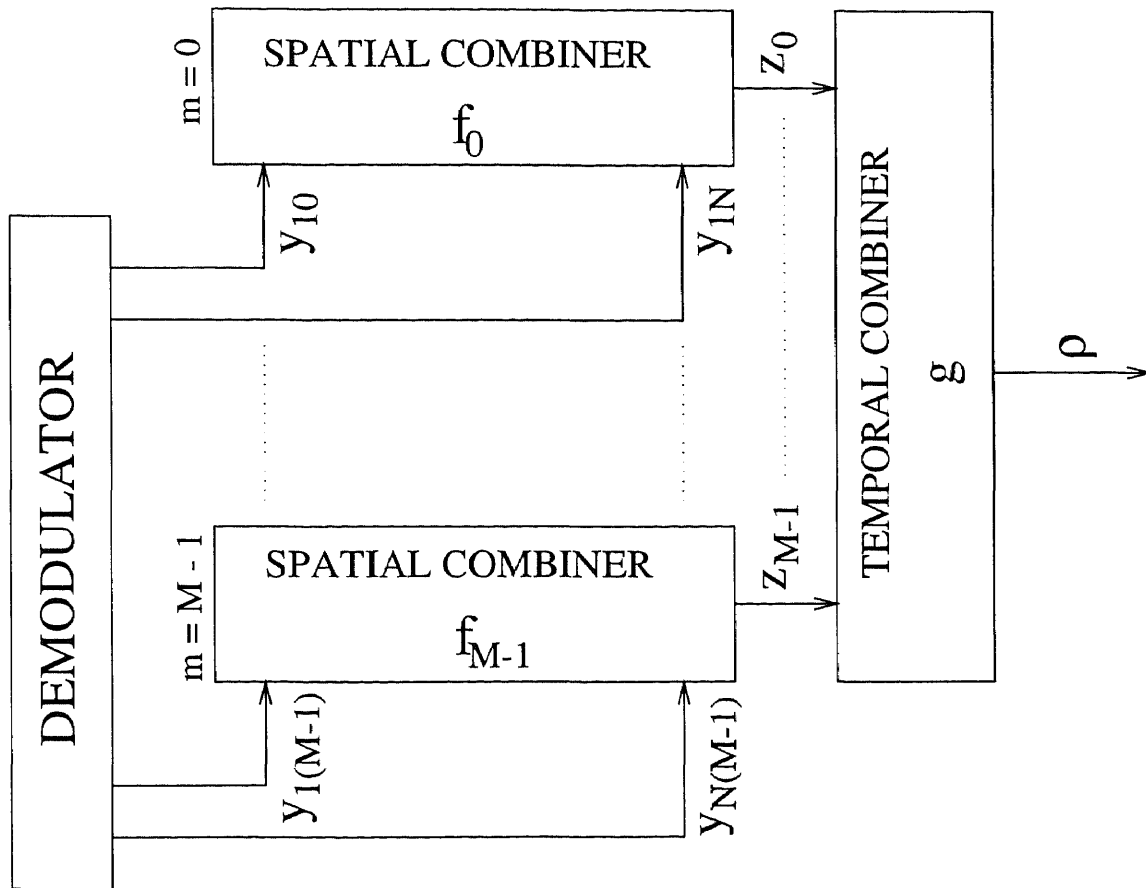 DEMODULATOR
m = 0
SPATIAL COMBINER
f0
y10
y1N
z0
m = M - 1
SPATIAL COMBINER
fM-1
y1(M-1)
yN(M-1)
zM-1
TEMPORAL COMBINER
g
ρ